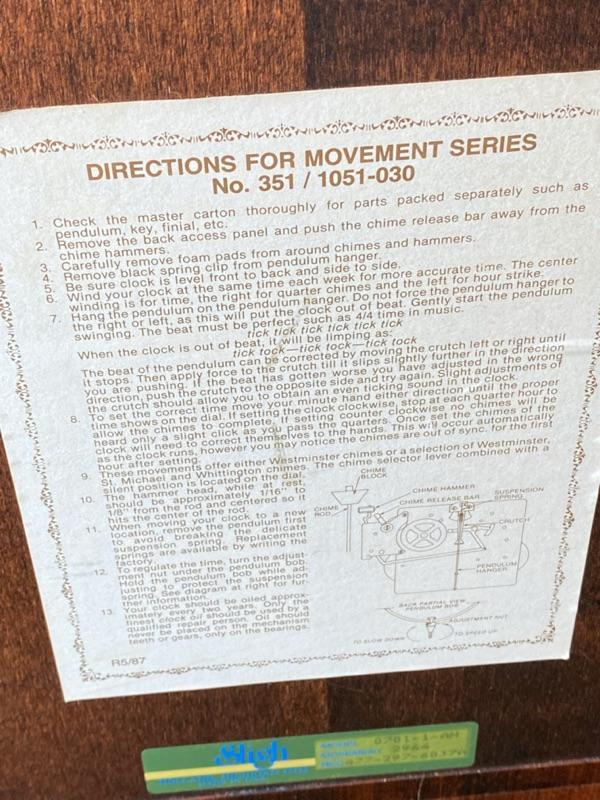 DIRECTIONS FOR MOVEMENT SERIES
No. 351 / 1051-030
1. Check the master carton thoroughly for parts packed separately such as
pendulum, key, finial, etc.
2. Remove the back access panel and push the chime release bar away from the
chime hammers.
3. Carefully remove foam pads from around chimes and hammers.
4. Remove black spring clip from pendulum hanger.
5. Be sure clock is level front to back and side to side.
6. Wind your clock at the same time each week for more accurate time. The center
winding is for time, the right for quarter chimes and the left for hour strike.
7. Hang the pendulum on the pendulum hanger. Do not force the pendulum hanger to
the right or left, as this will put the clock out of beat. Gently start the pendulum
swinging. The beat must be perfect, such as 4/4 time in music.
tick tick tick tick tick tick
When the clock is out of beat, it will be limping as:
tick tock—tick tock—tick tock
The beat of the pendulum can be corrected by moving the crutch left or right until
it stops. Then apply force to the crutch till it slips slightly further in the direction
you are pushing. If the beat has gotten worse you have adjusted in the wrong
direction, push the crutch to the opposite side and try again. Slight adjustments of
the crutch should allow you to obtain an even ticking sound in the clock.
8. To set the correct time move your minute hand either direction until the proper
time shows on the dial. If setting the clock clockwise, stop at each quarter hour to
allow the chimes to complete. If setting counter clockwise no chimes will be
heard only a slight click as you pass the quarters. Once set the chimes of the
clock will need to correct themselves to the hands. This will occur automatically
as the clock runs, however you may notice the chimes are out of sync. for the first
hour after setting.
9. These movements offer either Westminster chimes or a selection of Westminster,
St. Michael and Whittington chimes. The chime selector lever combined with a
silent position is located on the dial.
10. The hammer head, while at rest,
should be approximately 1/16" to
1/8" from the rod and centered so it
hits the center of the rod.
11. When moving your clock to a new
location, remove the pendulum first
to avoid breaking the delicate
suspension spring. Replacement
springs are available by writing the
factory.
12. To regulate the time, turn the adjust-
ment nut under the pendulum bob.
Hold the pendulum bob while ad-
justing to protect the suspension
spring. See diagram at right for fur-
ther information.
13. Your clock should be oiled approx-
imately every two years. Only the
finest clock oil should be used by a
qualified repair person. Oil should
never be placed on the mechanism
teeth or gears, only on the bearings.
CHIME
BLOCK
CHIME HAMMER
CHIME RELEASE BAR
SUSPENSION
SPRING
CHIME
ROD
CRUTCH
PENDULUM
HANGER
BACK PARTIAL VIEW
PENDULUM BOB
ADJUSTMENT NUT
TO SLOW DOWN
TO SPEED UP
R5/87
Sligh
MODEL 0701-1-AN
MOVEMENT 2964